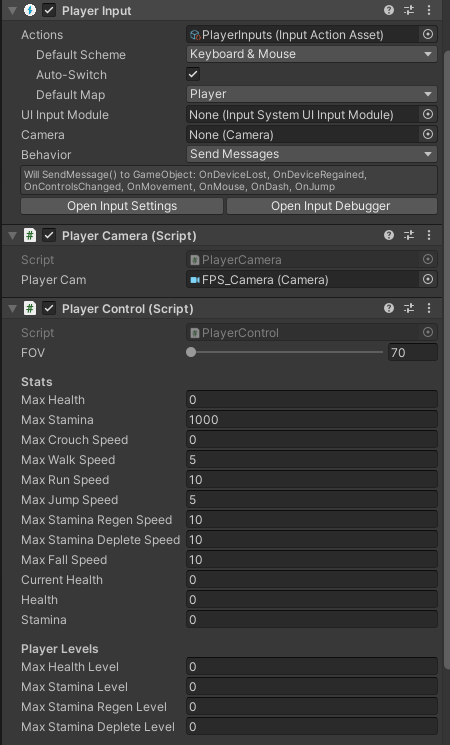 Player Input
Actions PlayerInputs (Input Action Asset)
Default Scheme Keyboard & Mouse
Auto-Switch
Default Map Player
UI Input Module None (Input System UI Input Module)
Camera None (Camera)
Behavior Send Messages
Will SendMessage() to GameObject: OnDeviceLost, OnDeviceRegained,
OnControlsChanged, OnMovement, OnMouse, OnDash, OnJump
Open Input Settings Open Input Debugger
# Player Camera (Script)
Script PlayerCamera
Player Cam FPS_Camera (Camera)
# Player Control (Script)
Script PlayerControl
FOV 70
Stats
Max Health 0
Max Stamina 1000
Max Crouch Speed 0
Max Walk Speed 5
Max Run Speed 10
Max Jump Speed 5
Max Stamina Regen Speed 10
Max Stamina Deplete Speed 10
Max Fall Speed 10
Current Health 0
Health 0
Stamina 0
Player Levels
Max Health Level 0
Max Stamina Level 0
Max Stamina Regen Level 0
Max Stamina Deplete Level 0